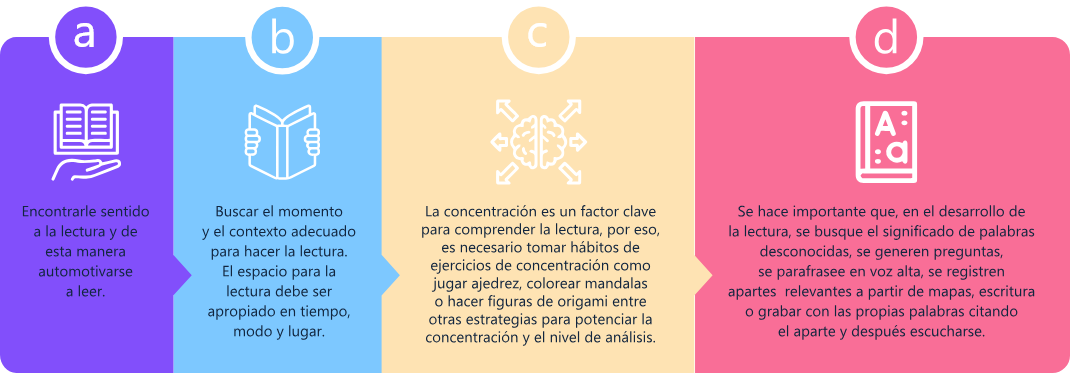 a
Encontrarle sentido
a la lectura y de
esta manera
automotivarse
a leer.
b
Buscar el momento
y el contexto adecuado
para hacer la lectura.
El espacio para la
lectura debe ser
apropiado en tiempo,
modo y lugar.
c
La concentración es un factor clave
para comprender la lectura, por eso,
es necesario tomar hábitos de
ejercicios de concentración como
jugar ajedrez, colorear mandalas
o hacer figuras de origami entre
otras estrategias para potenciar la
concentración y el nivel de análisis.
d
A
a
Se hace importante que, en el desarrollo de
la lectura, se busque el significado de palabras
desconocidas, se generen preguntas,
se parafrasee en voz alta, se registren
apartes  relevantes a partir de mapas, escritura
o grabar con las propias palabras citando
el aparte y después escucharse.